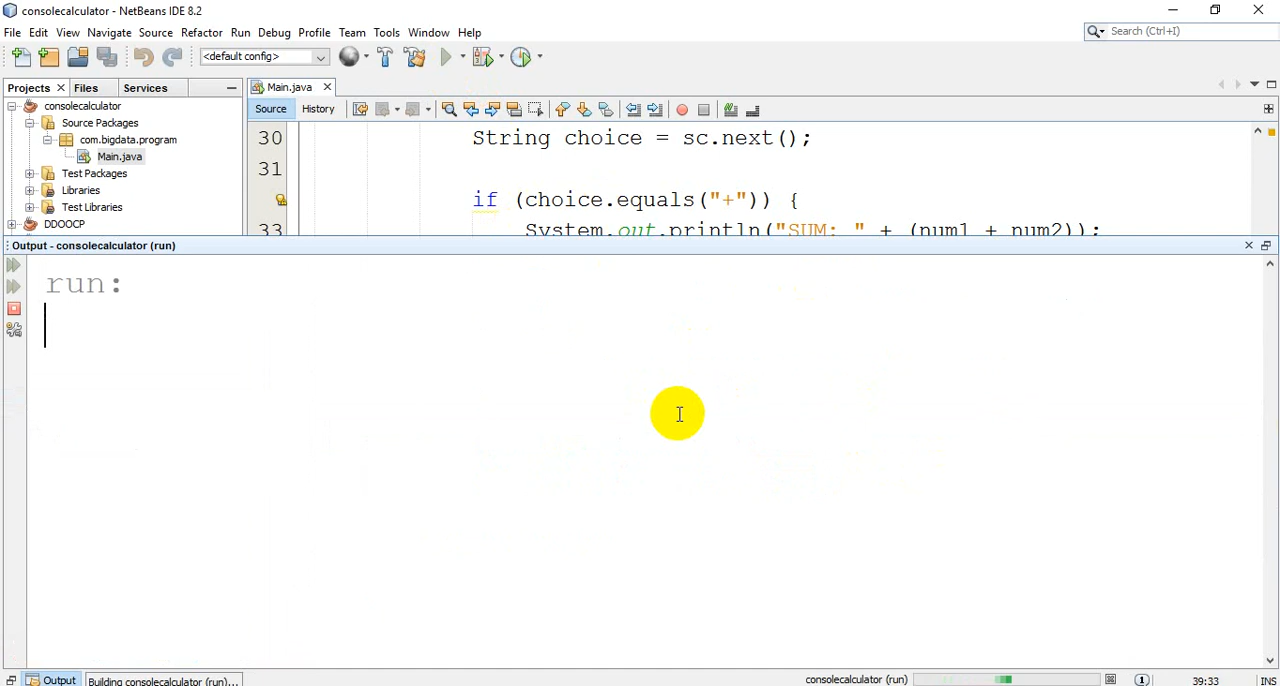 consolecalculator - NetBeans IDE 8.2
File Edit View Navigate Source Refactor Run Debug Profile Team Tools Window Help
Search (Ctrl+I)
<default config>
Projects Files Services
Main.java
Source History
consolecalculator
Source Packages
com.bigdata.program
Main.java
Test Packages
Libraries
Test Libraries
DDOOCP
30 String choice = sc.next();
31
if (choice.equals("+")) {
33 System.out.println("SUM: " + (num1 + num2));
Output - consolecalculator (run)
run:
Output Building consolecalculator (run)... consolecalculator (run) 1 39:33 INS